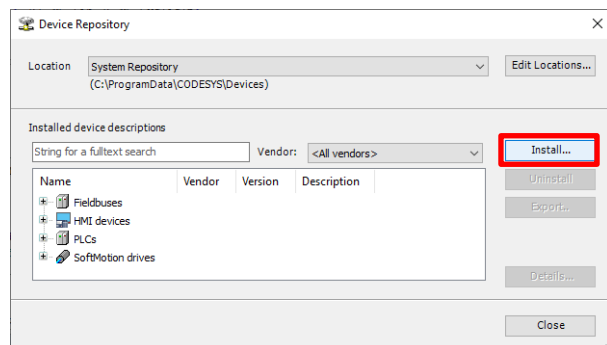 Device Repository
Location
System Repository
Edit Locations...
(C:\ProgramData\CODESYS\Devices)
Installed device descriptions
String for a fulltext search
Vendor:
<All vendors>
Install...
Name Vendor Version Description
Uninstall
Fieldbuses
HMI devices
Export...
PLCs
SoftMotion drives
Details...
Close